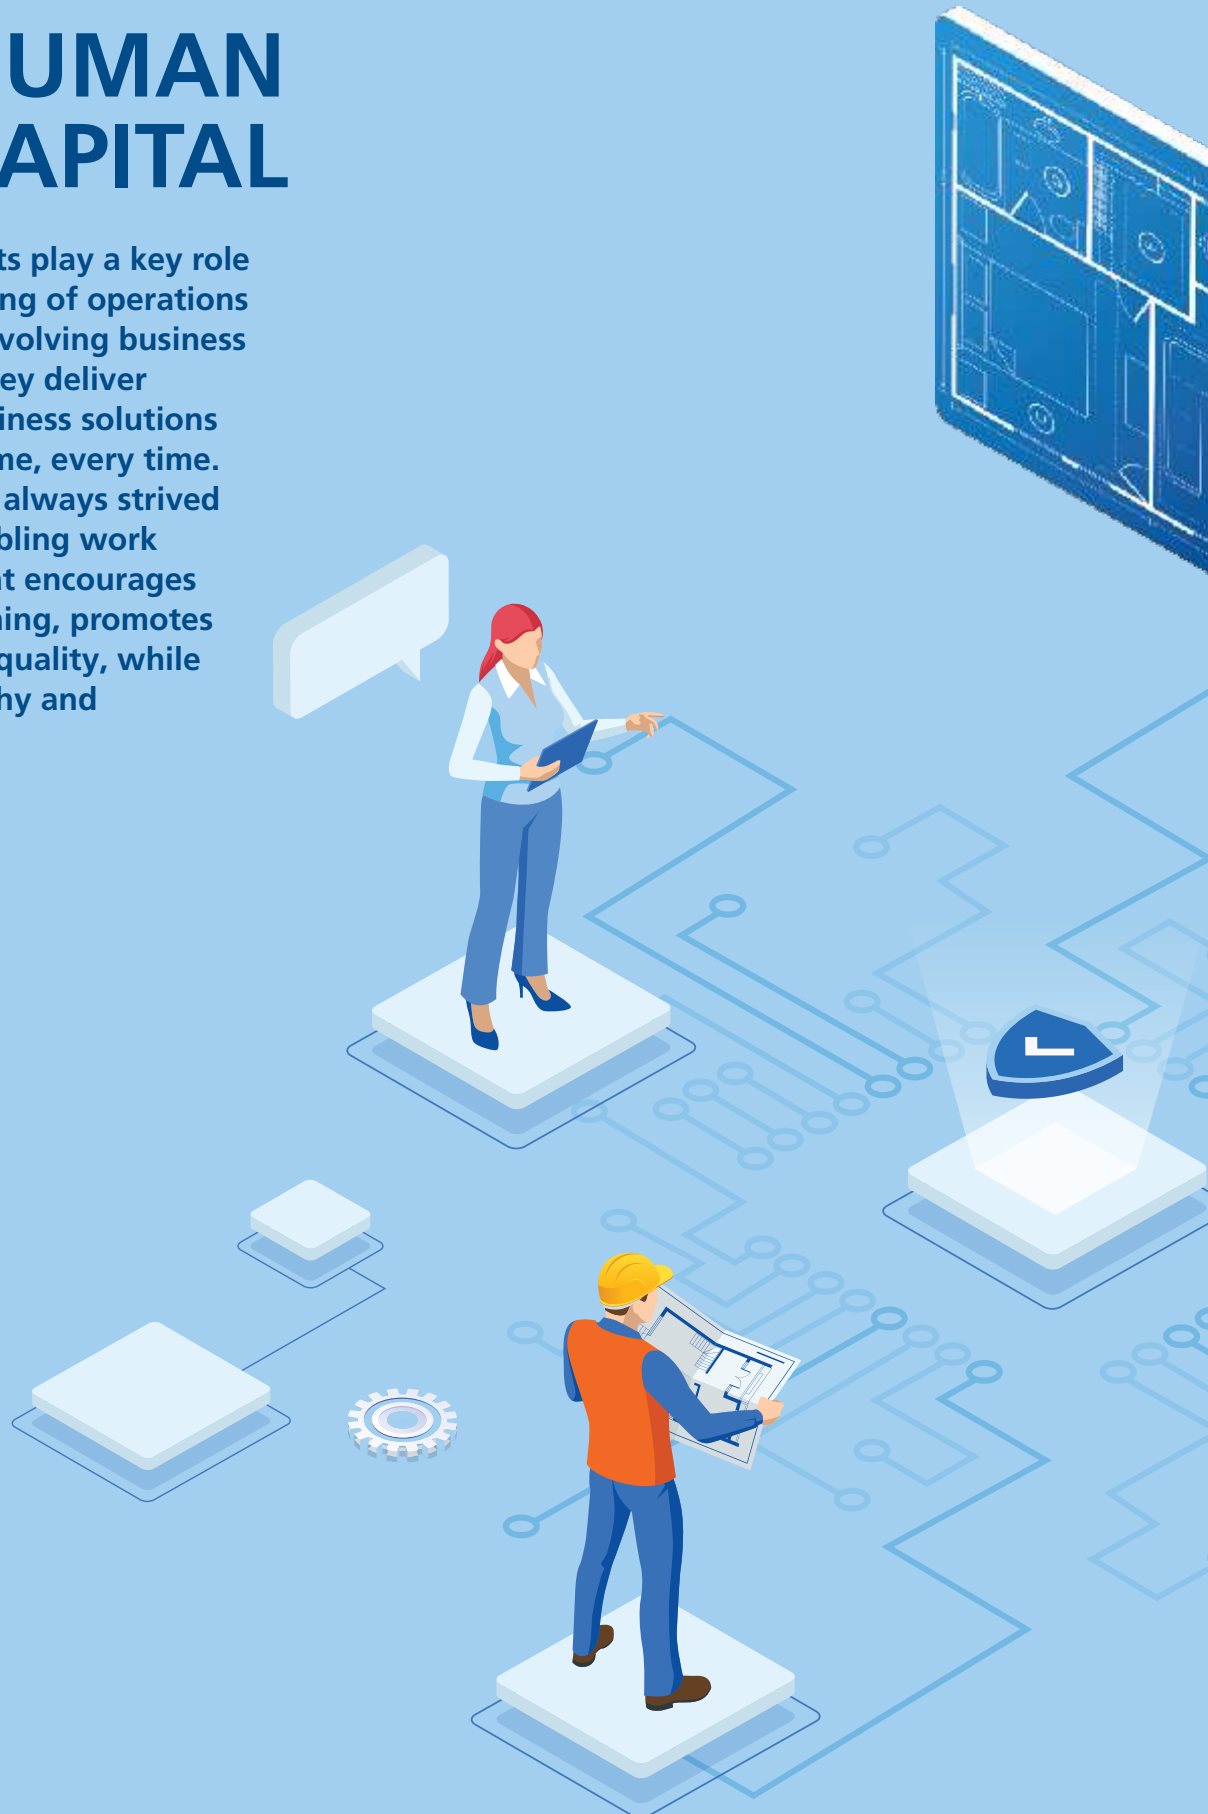 UMAN
APITAL
ts play a key role
ng of operations
volving business
ey deliver
iness solutions
me, every time.
always strived
bling work
t encourages
ning, promotes
quality, while
hy and